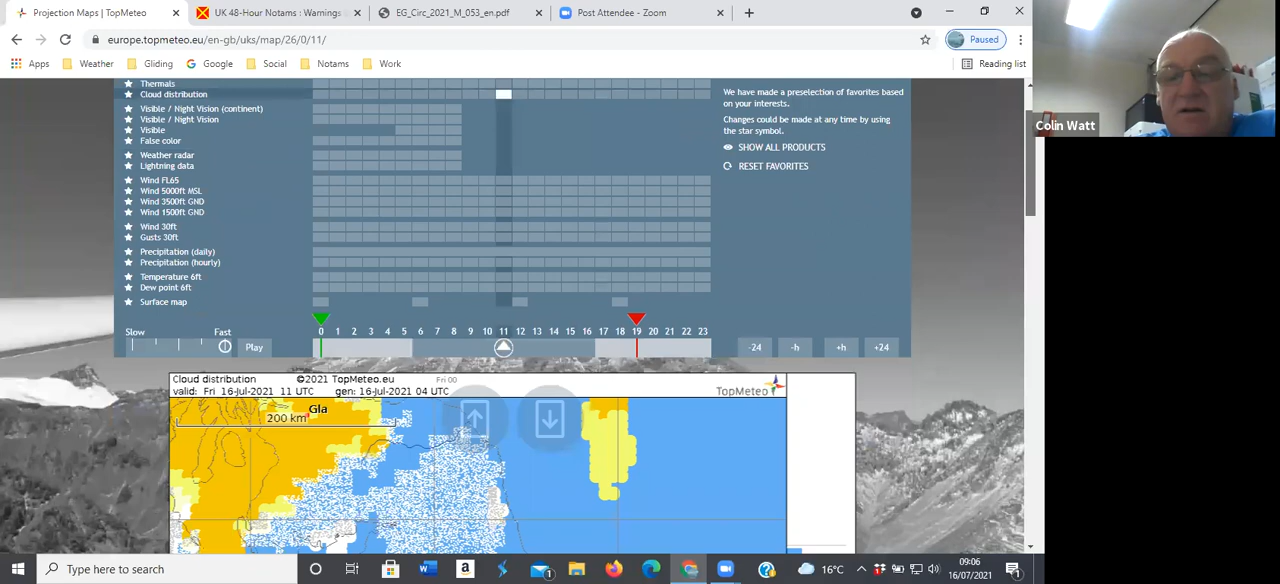 Projection Maps | TopMeteo
UK 48-Hour Notams : Warnings
EG_Circ_2021_M_053_en.pdf
Post Attendee - Zoom
europe.topmeteo.eu/en-gb/uks/map/26/0/11/
Paused
Apps Weather Gliding Google Social Notams Work Reading list
Thermals
Cloud distribution
Visible / Night Vision (continent)
Visible / Night Vision
Visible
False color
Weather radar
Lightning data
Wind FL65
Wind 5000ft MSL
Wind 3500ft GND
Wind 1500ft GND
Wind 30ft
Gusts 30ft
Precipitation (daily)
Precipitation (hourly)
Temperature 6ft
Dew point 6ft
Surface map
We have made a preselection of favorites based
on your interests.
Changes could be made at any time by using
the star symbol.
SHOW ALL PRODUCTS
RESET FAVORITES
Colin Watt
0 1 2 3 4 5 6 7 8 9 10 11 12 13 14 15 16 17 18 19 20 21 22 23
Slow Fast
Play
-24 -h +h +24
Cloud distribution ©2021 TopMeteo.eu Fri 00
valid: Fri 16-Jul-2021 11 UTC gen: 16-Jul-2021 04 UTC
TopMeteo
Gla
200 km
Type here to search
16°C
09:06
16/07/2021